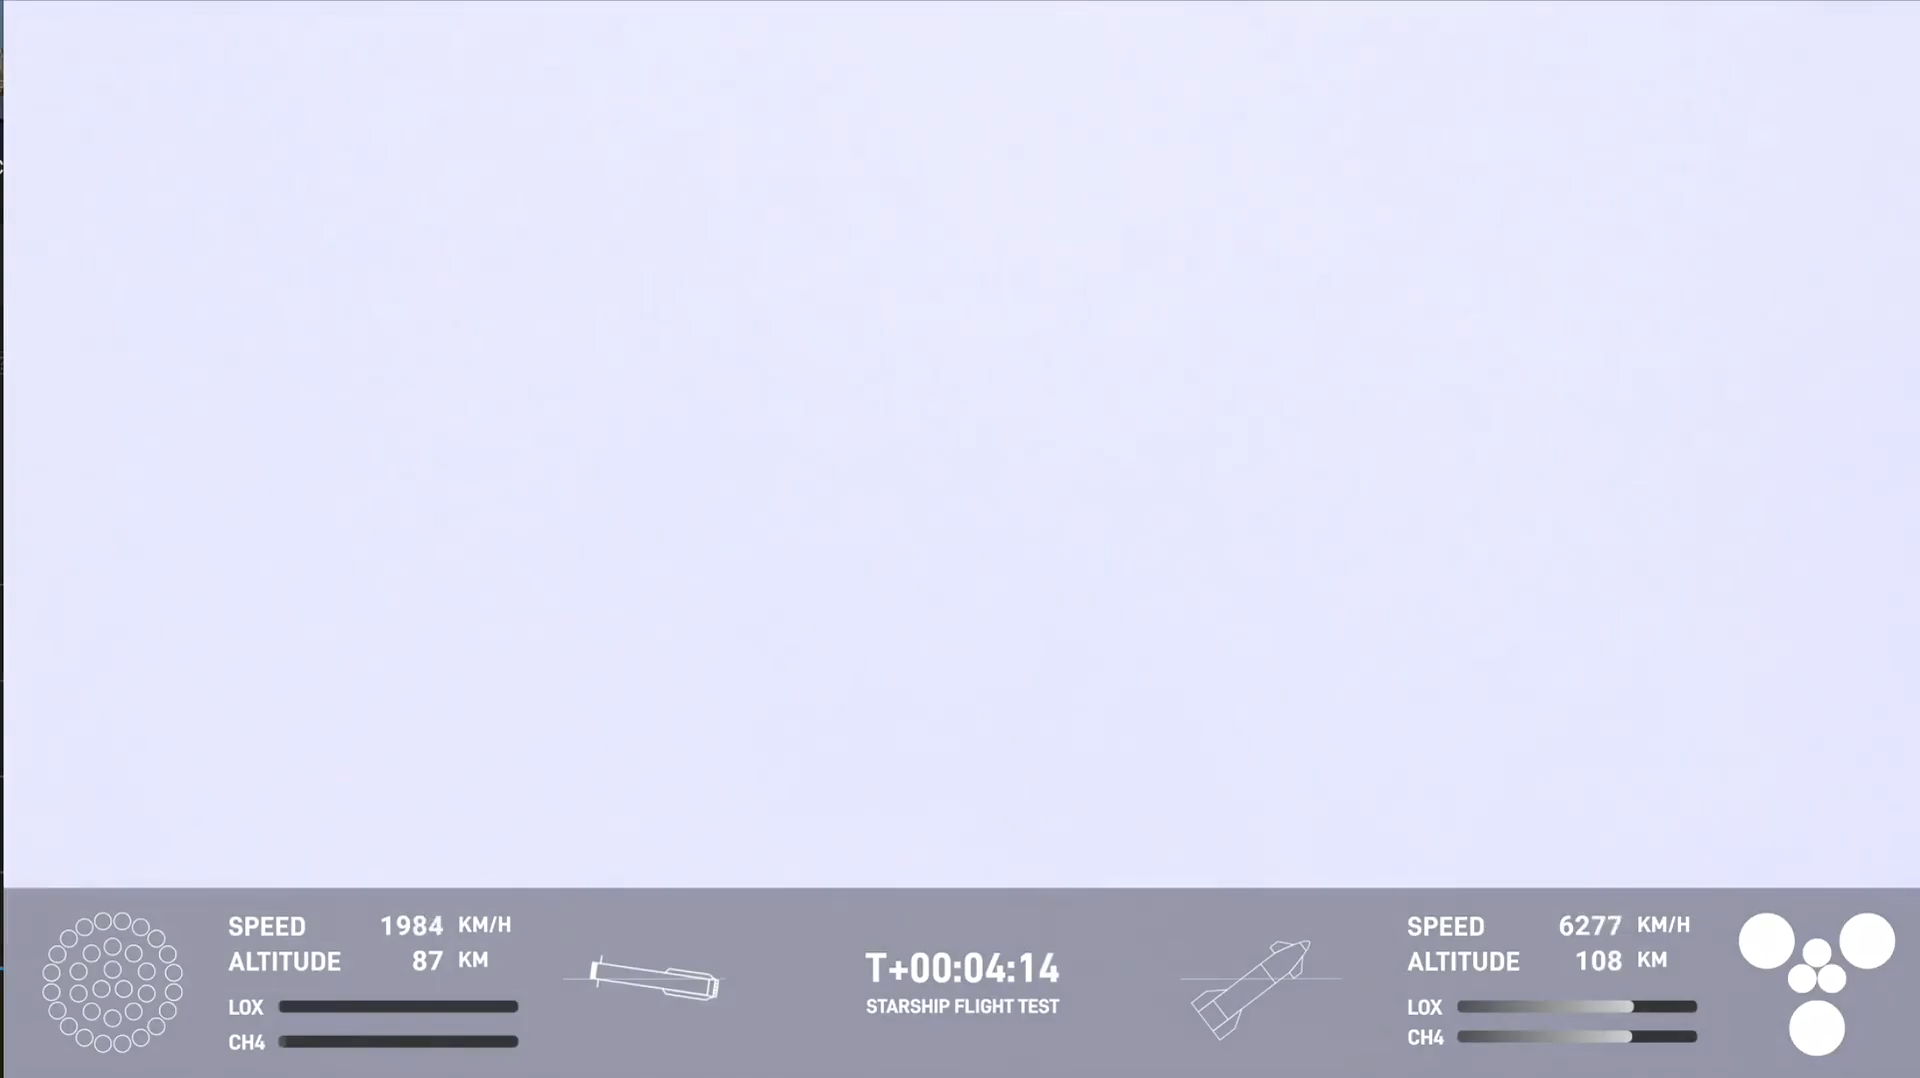 SPEED 1984 KM/H
ALTITUDE 87 KM
LOX
CH4
T+00:04:14
STARSHIP FLIGHT TEST
SPEED 6277 KM/H
ALTITUDE 108 KM
LOX
CH4